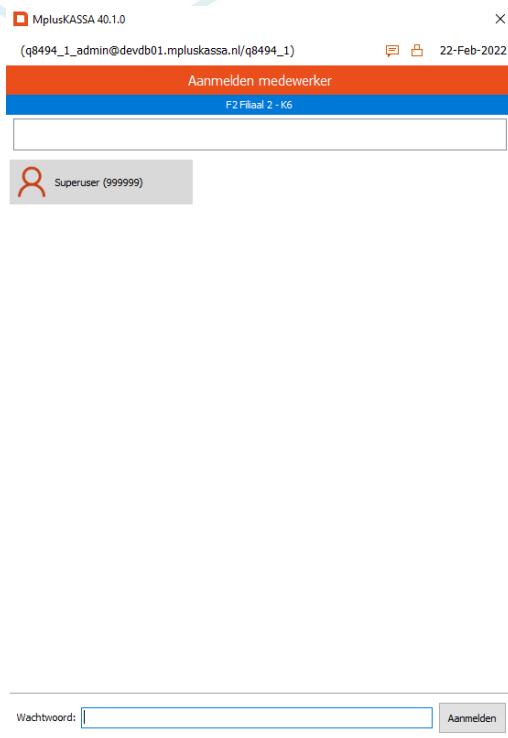 MplusKASSA 40.1.0
(q8494_1_admin@devdb01.mpluskassa.nl/q8494_1) 22-Feb-2022
Aanmelden medewerker
F2 Filiaal 2 - K6
Superuser (999999)
Wachtwoord: Aanmelden